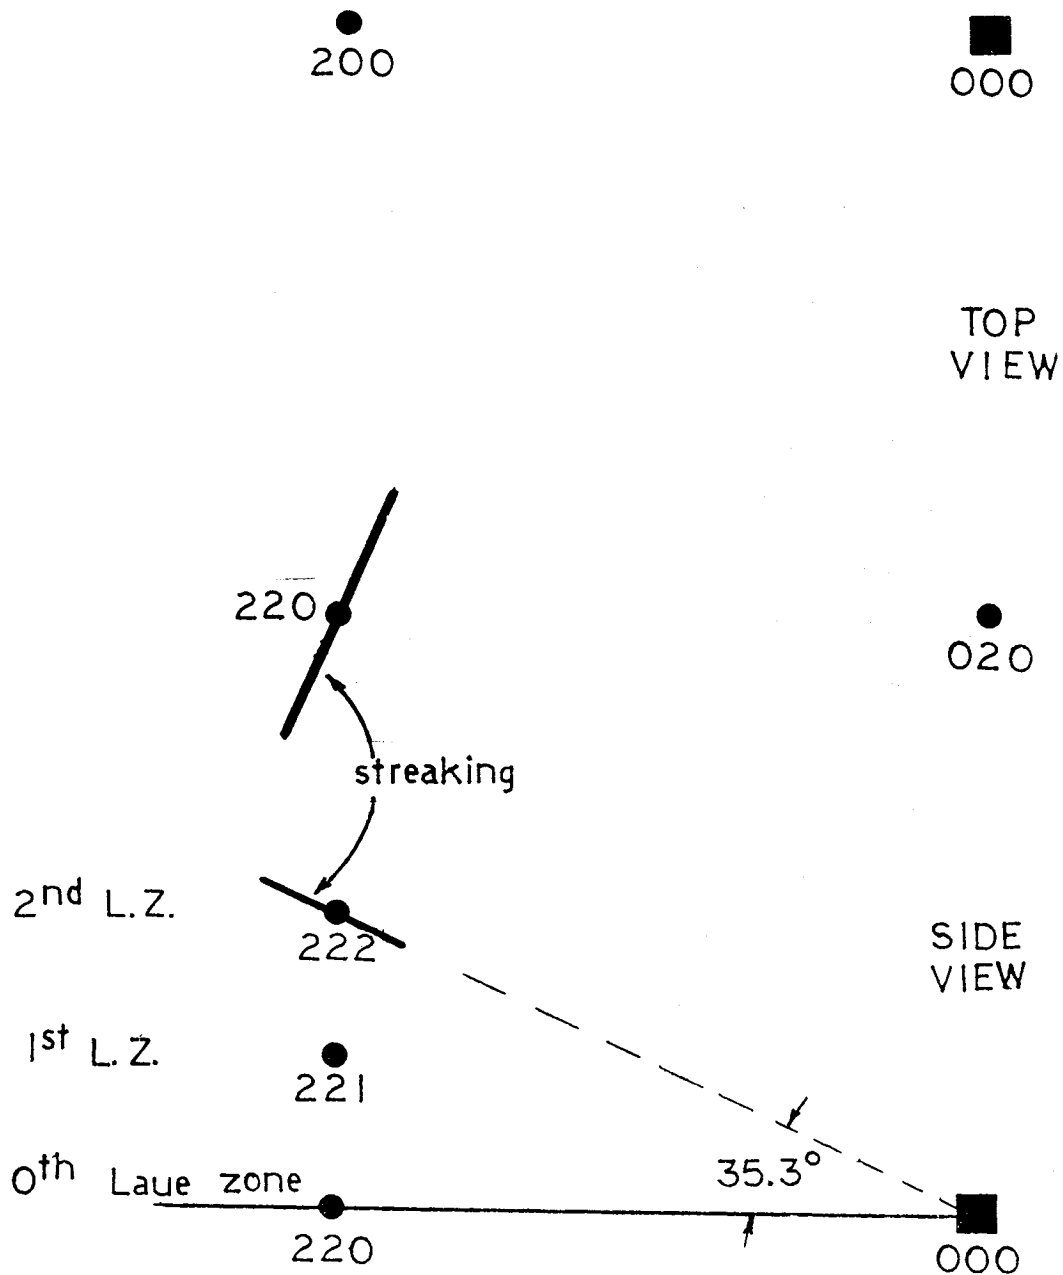 200
000
TOP
VIEW
220
020
streaking
2nd L.Z.
222
SIDE
VIEW
1st L.Z.
221
35.3°
0th Laue zone
220
000